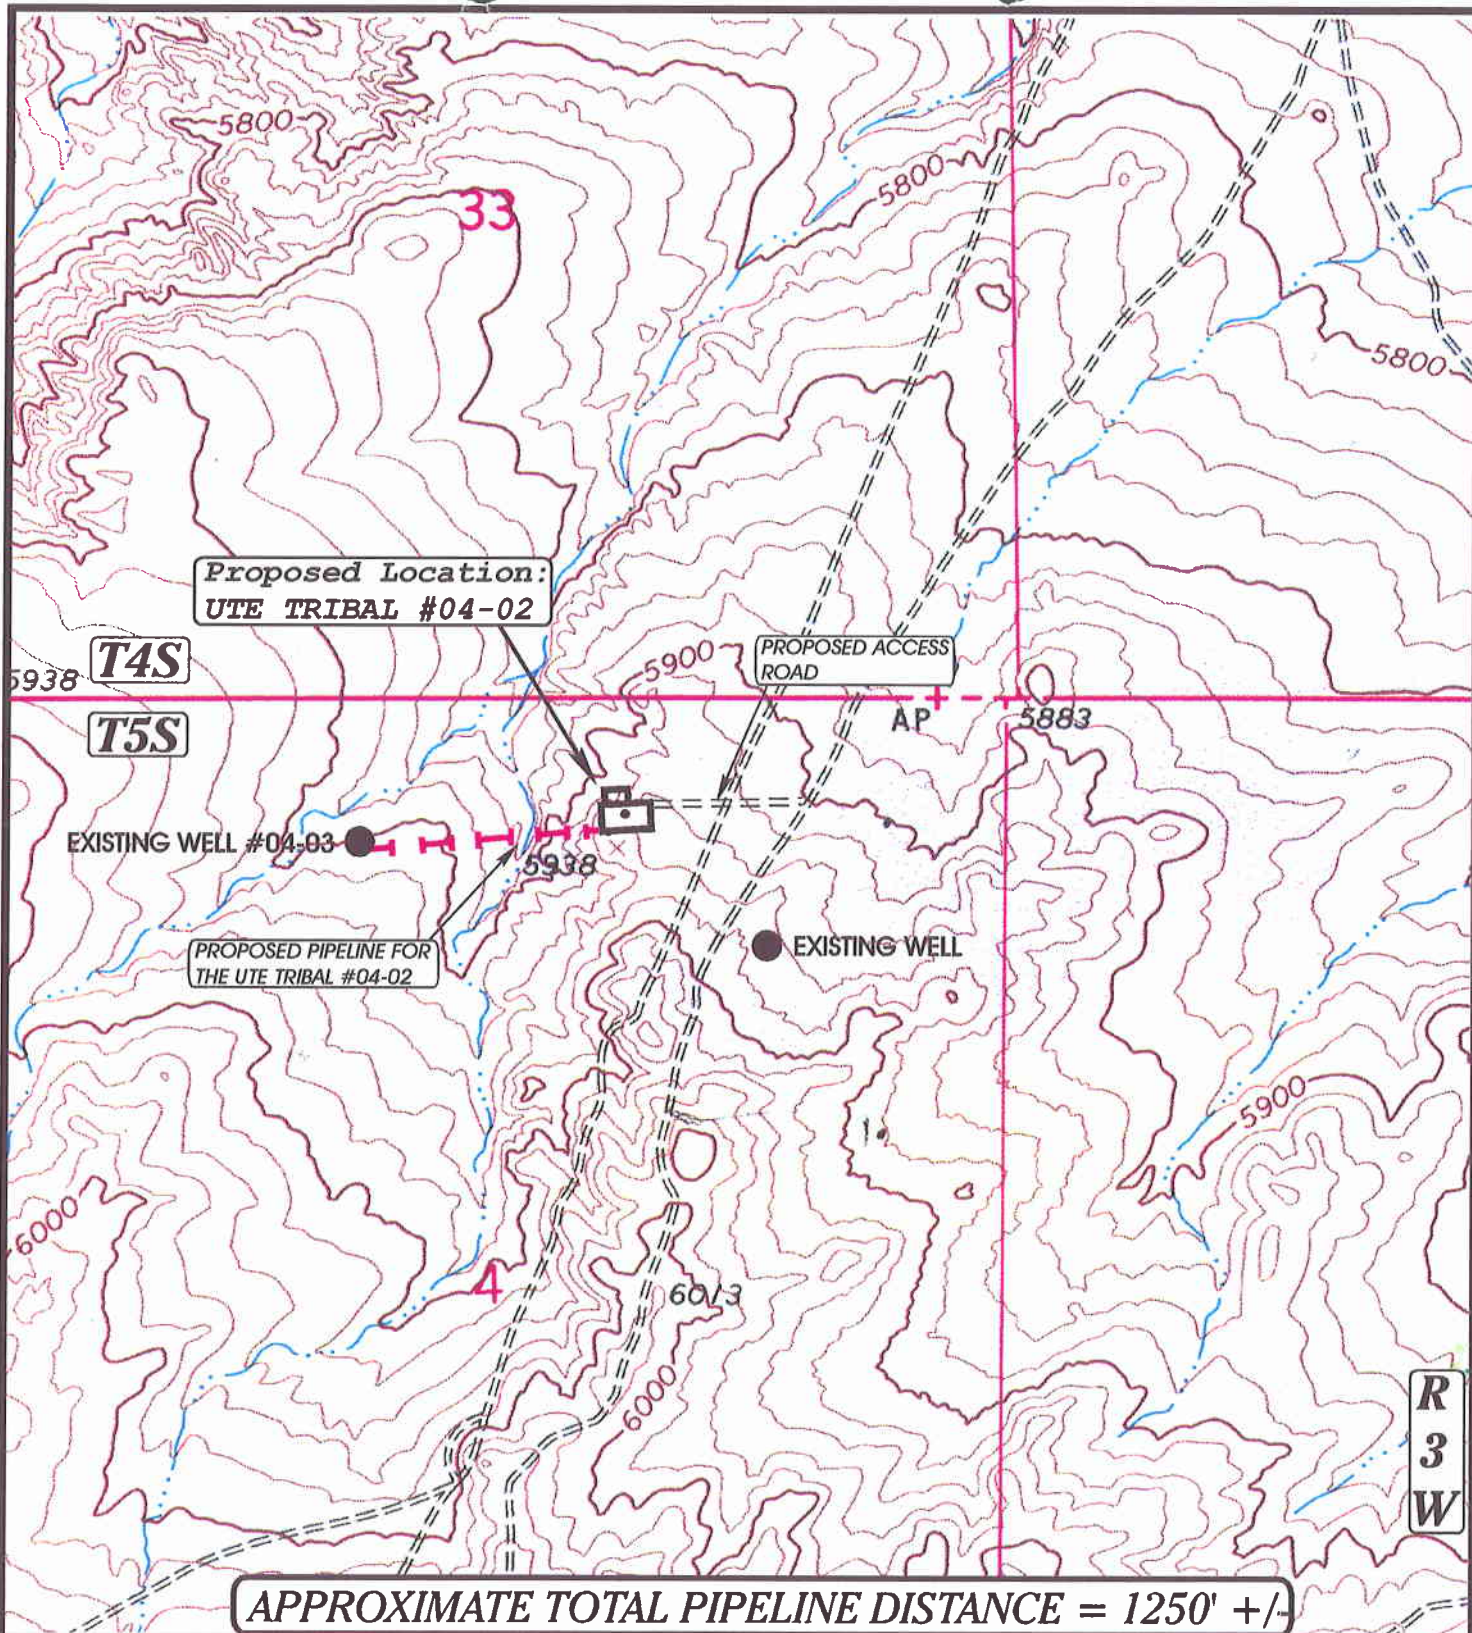 5800
33
5800
5800
Proposed Location:
UTE TRIBAL #04-02
T4S
5938
5900
PROPOSED ACCESS
ROAD
T5S
AP
5883
EXISTING WELL #04-03
5938
PROPOSED PIPELINE FOR
THE UTE TRIBAL #04-02
EXISTING WELL
5900
6000
4
6013
6000
R
3
W
APPROXIMATE TOTAL PIPELINE DISTANCE = 1250' +/-